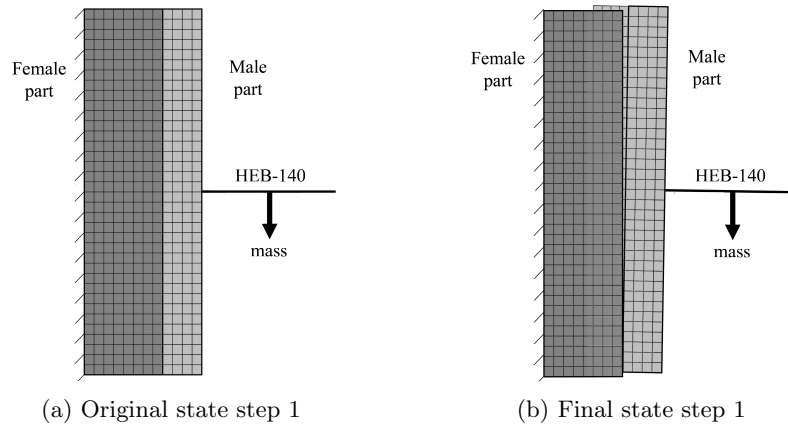 Female
part
Male
part
HEB-140
mass
(a) Original state step 1
Female
part
Male
part
HEB-140
mass
(b) Final state step 1